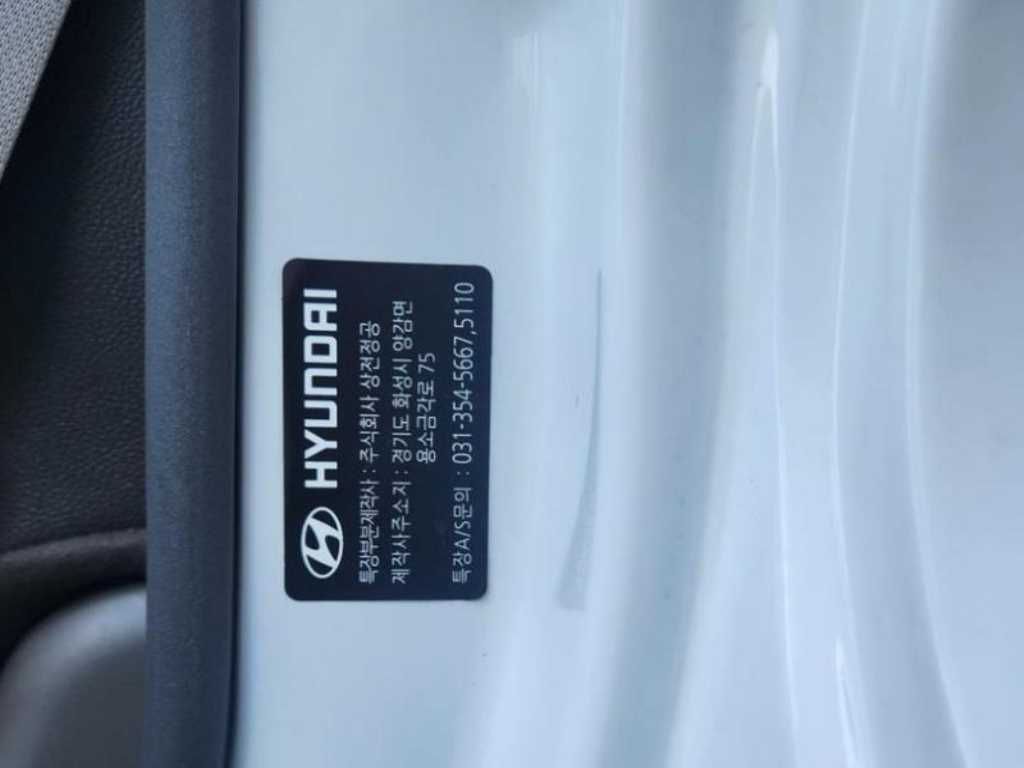 HYUNDAI
특장부분제작사 : 주식회사 상전정공
제작사주소지 : 경기도 화성시 양감면
용소금각로 75
특장A/S문의 : 031-354-5667,5110